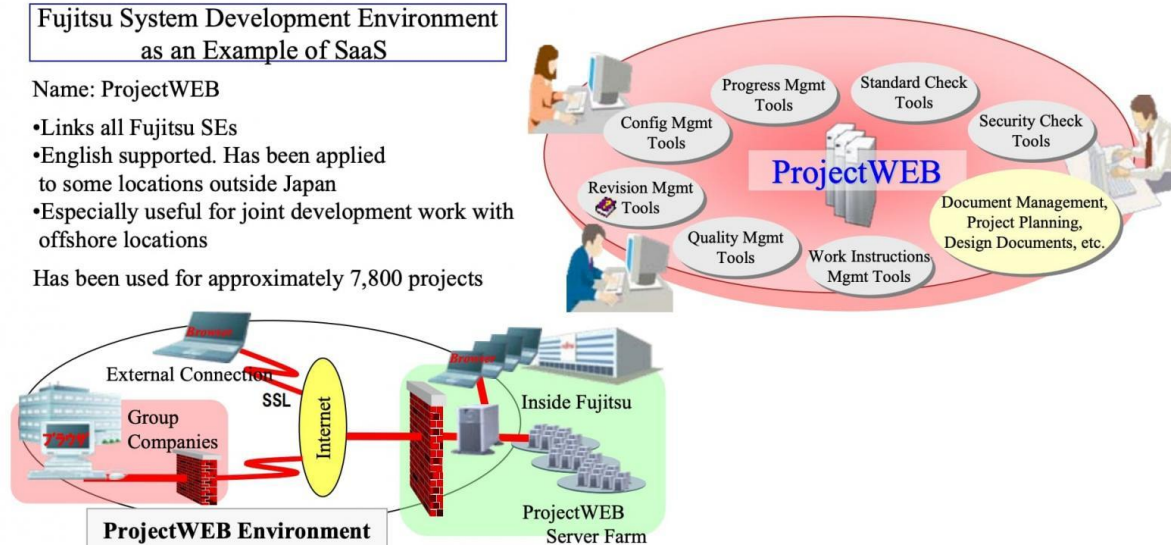 Fujitsu System Development Environment
as an Example of SaaS
Name: ProjectWEB
•Links all Fujitsu SEs
•English supported. Has been applied
to some locations outside Japan
•Especially useful for joint development work with
offshore locations
Has been used for approximately 7,800 projects
Progress Mgmt
Tools
Standard Check
Tools
Config Mgmt
Tools
Security Check
Tools
ProjectWEB
Revision Mgmt
Tools
Document Management,
Project Planning,
Design Documents, etc.
Quality Mgmt
Tools
Work Instructions
Mgmt Tools
Browser
External Connection
SSL
Browser
Inside Fujitsu
Group
Companies
ブラウザ
Internet
ProjectWEB
Server Farm
ProjectWEB Environment